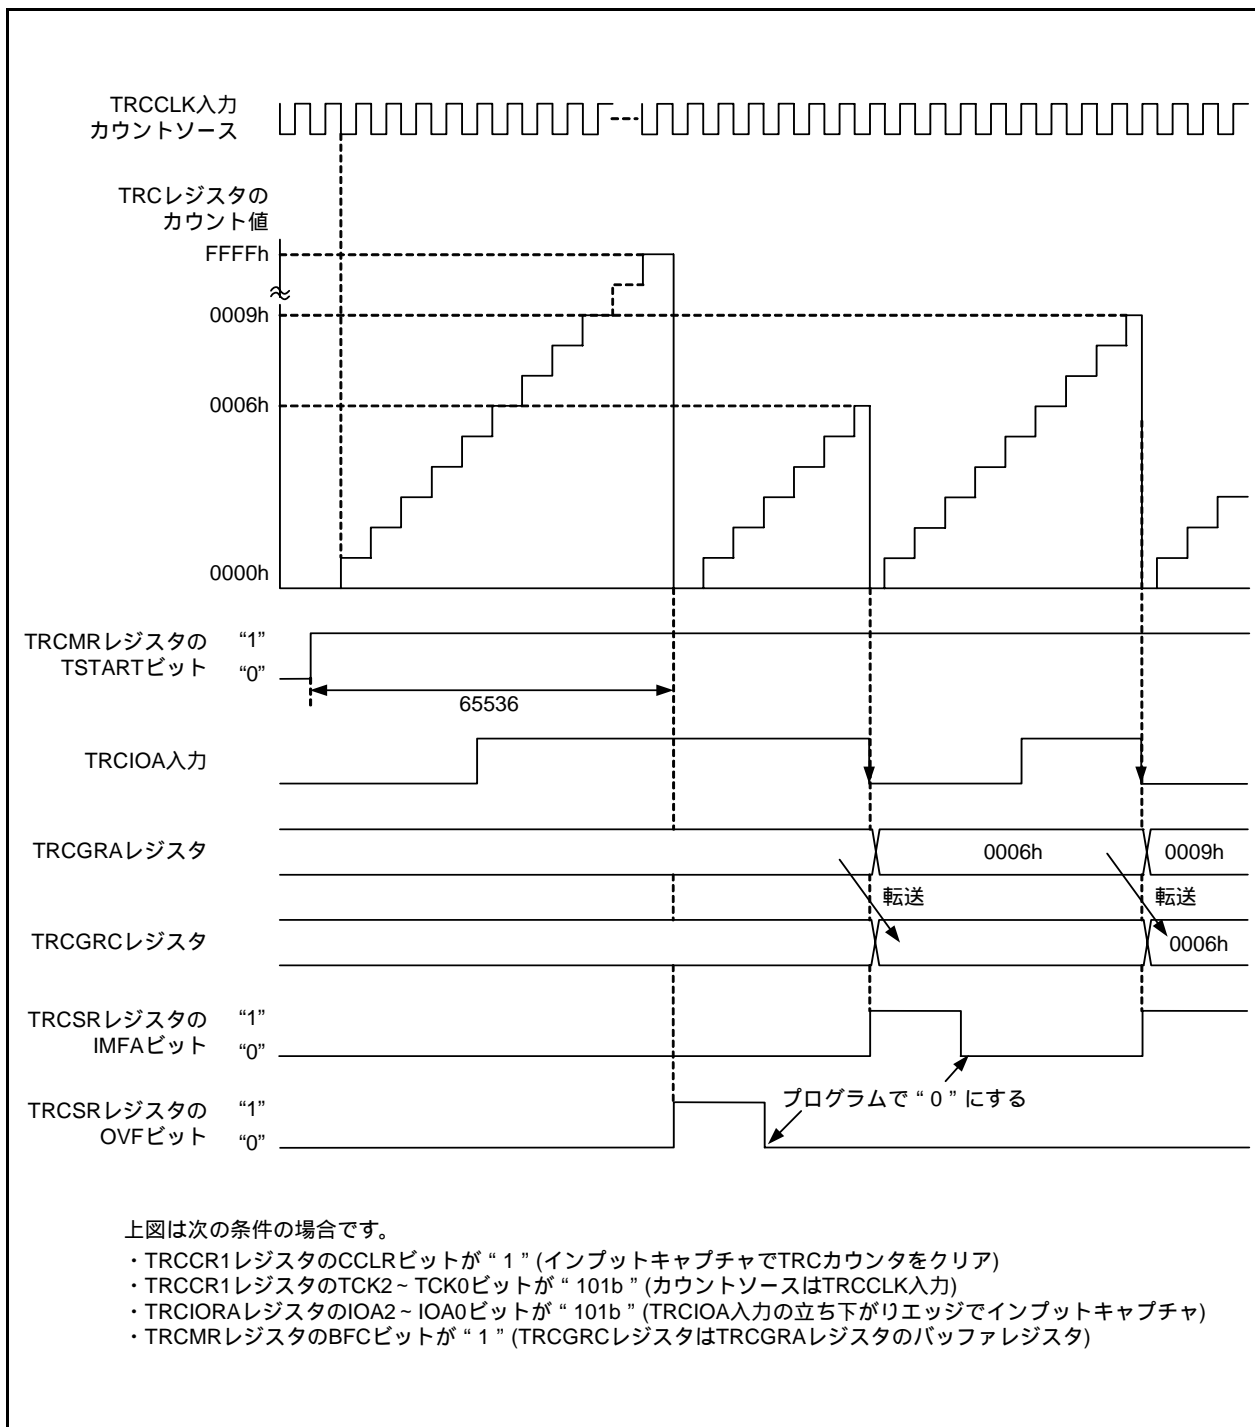 TRCCLK入力
カウントソース
TRCレジスタの
カウント値
FFFFh
0009h
0006h
0000h
TRCMRレジスタの “1”
TSTARTビット “0”
65536
TRCIOA入力
TRCGRAレジスタ 0006h 0009h
転送 転送
TRCGRCレジスタ 0006h
TRCSRレジスタの “1”
IMFAビット “0”
プログラムで “ 0 ” にする
TRCSRレジスタの “1”
OVFビット “0”
上図は次の条件の場合です。
・TRCCR1レジスタのCCLRビットが “ 1 ” (インプットキャプチャでTRCカウンタをクリア)
・TRCCR1レジスタのTCK2~TCK0ビットが “ 101b ” (カウントソースはTRCCLK入力)
・TRCIORAレジスタのIOA2~IOA0ビットが “ 101b ” (TRCIOA入力の立ち下がりエッジでインプットキャプチャ)
・TRCMRレジスタのBFCビットが “ 1 ” (TRCGRCレジスタはTRCGRAレジスタのバッファレジスタ)